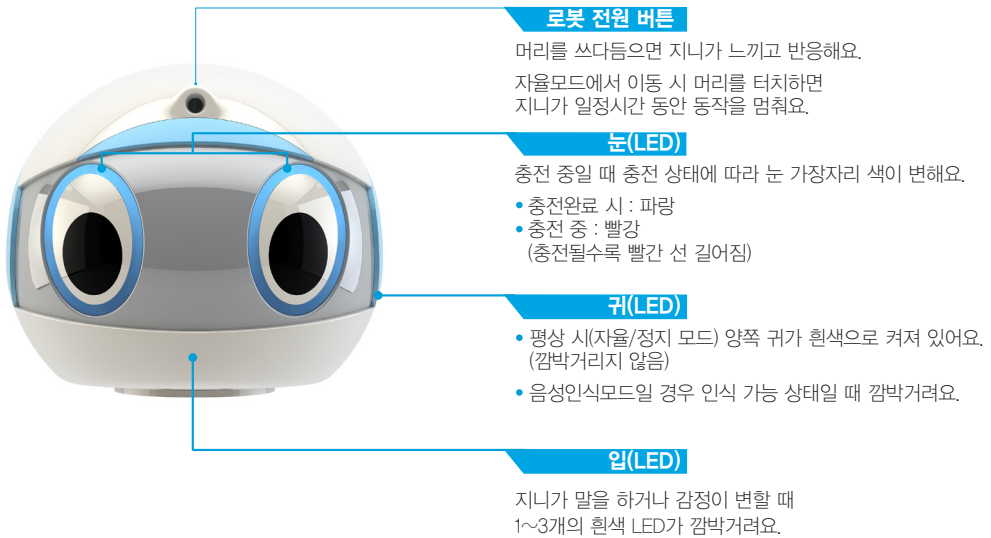 로봇 전원 버튼
머리를 쓰다듬으면 지니가 느끼고 반응해요.
자율모드에서 이동 시 머리를 터치하면
지니가 일정시간 동안 동작을 멈춰요.
눈(LED)
충전 중일 때 충전 상태에 따라 눈 가장자리 색이 변해요.
• 충전완료 시 : 파랑
• 충전 중 : 빨강
(충전될수록 빨간 선 길어짐)
귀(LED)
• 평상 시(자율/정지 모드) 양쪽 귀가 흰색으로 켜져 있어요.
(깜박거리지 않음)
• 음성인식모드일 경우 인식 가능 상태일 때 깜박거려요.
입(LED)
지니가 말을 하거나 감정이 변할 때
1~3개의 흰색 LED가 깜박거려요.